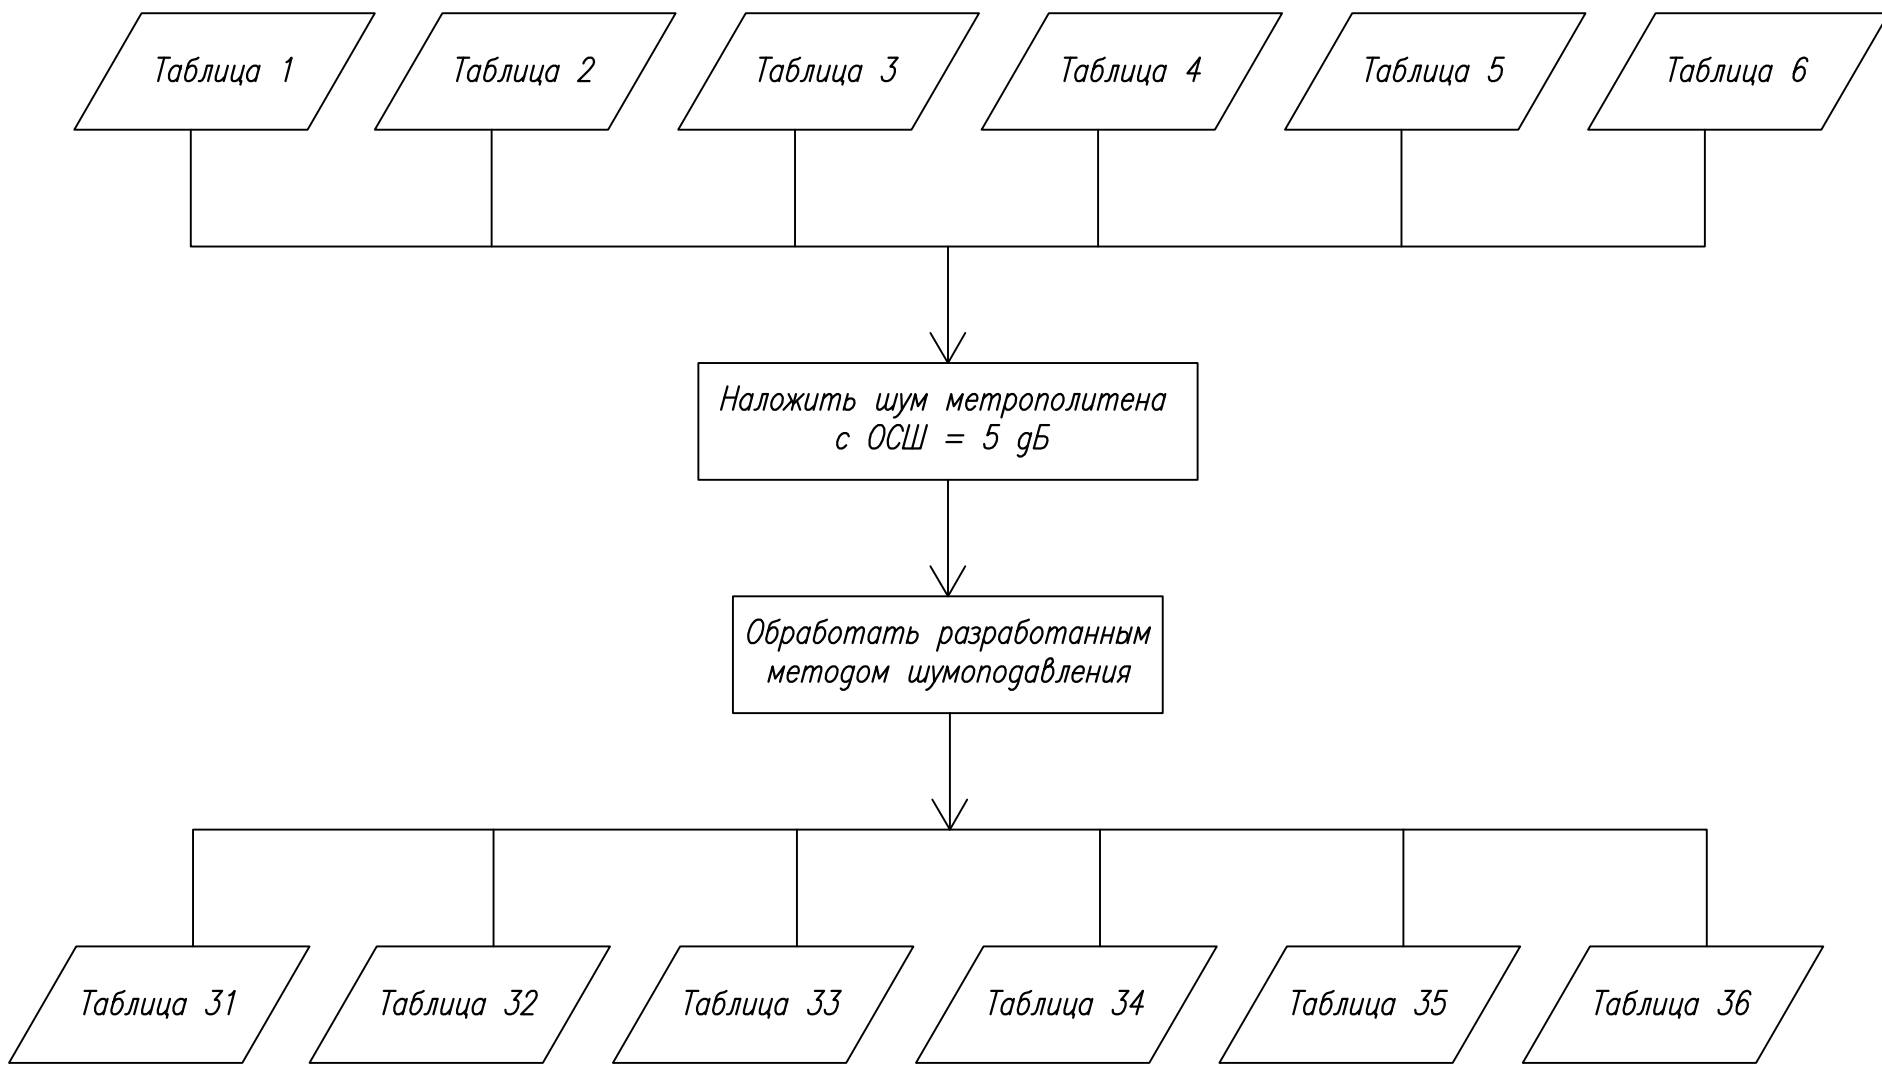 Таблица 1
Таблица 2
Таблица 3
Таблица 4
Таблица 5
Таблица 6
Наложить шум метрополитена
с ОСШ = 5 дБ
Обработать разработанным
методом шумоподавления
Таблица 31
Таблица 32
Таблица 33
Таблица 34
Таблица 35
Таблица 36